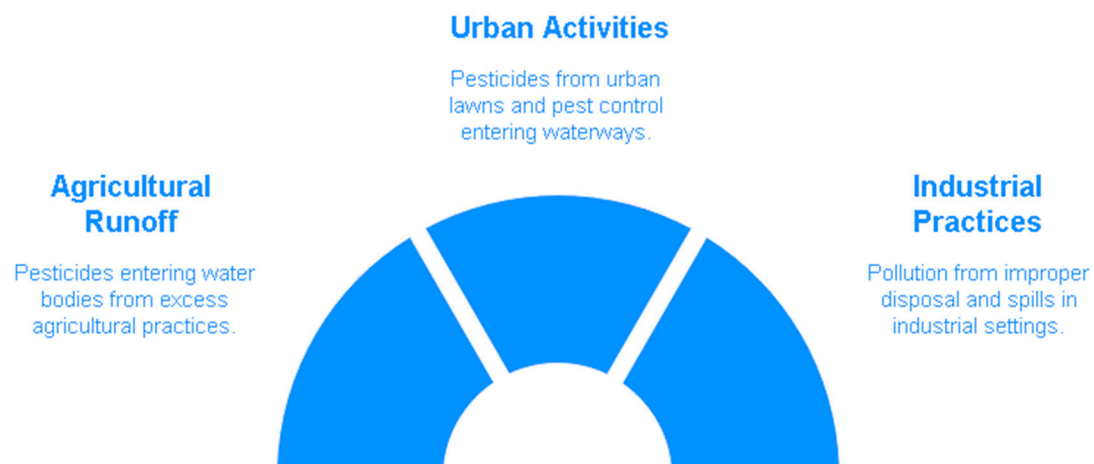 Urban Activities
Pesticides from urban
lawns and pest control
entering waterways.
Agricultural
Runoff
Pesticides entering water
bodies from excess
agricultural practices.
Industrial
Practices
Pollution from improper
disposal and spills in
industrial settings.